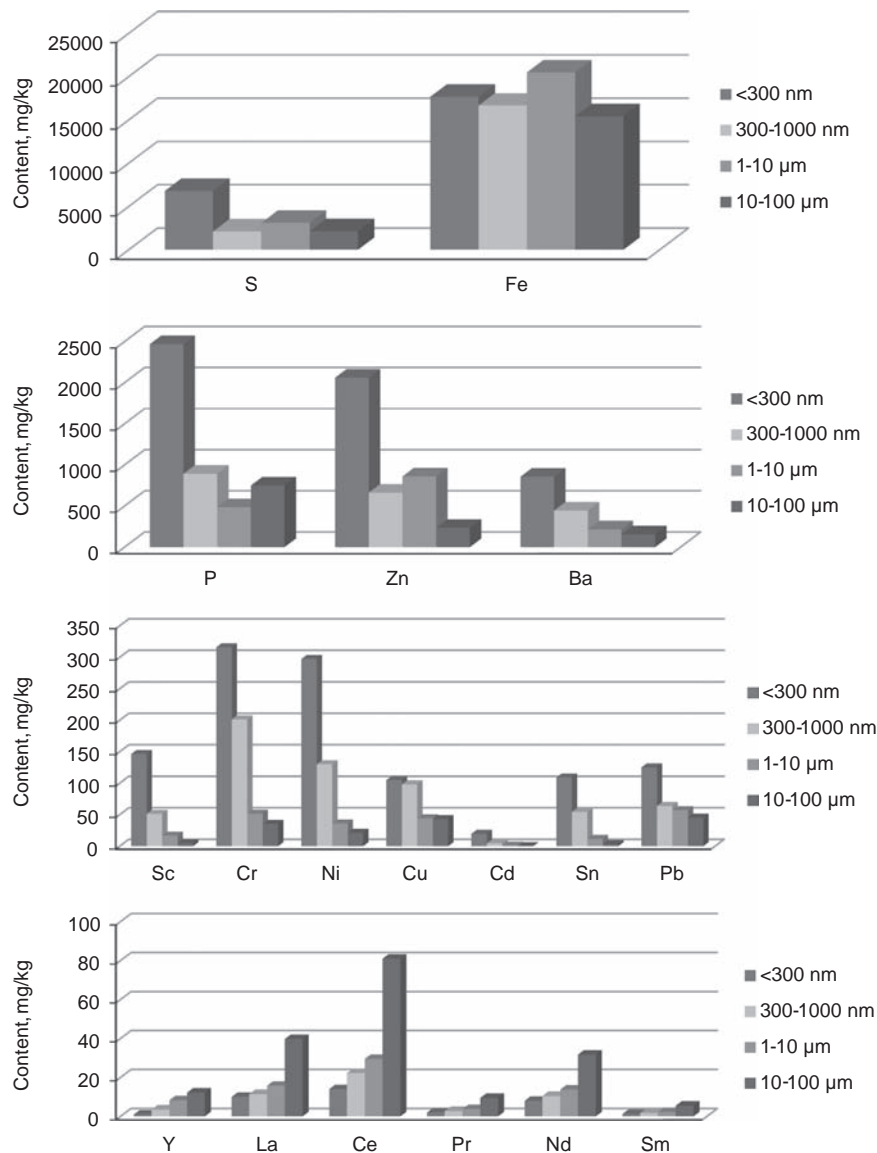 Content, mg/kg
25000
20000
15000
10000
5000
0
S Fe
<300 nm
300-1000 nm
1-10 µm
10-100 µm
Content, mg/kg
2500
2000
1500
1000
500
0
P Zn Ba
<300 nm
300-1000 nm
1-10 µm
10-100 µm
Content, mg/kg
350
300
250
200
150
100
50
0
Sc Cr Ni Cu Cd Sn Pb
<300 nm
300-1000 nm
1-10 µm
10-100 µm
Content, mg/kg
100
80
60
40
20
0
Y La Ce Pr Nd Sm
<300 nm
300-1000 nm
1-10 µm
10-100 µm